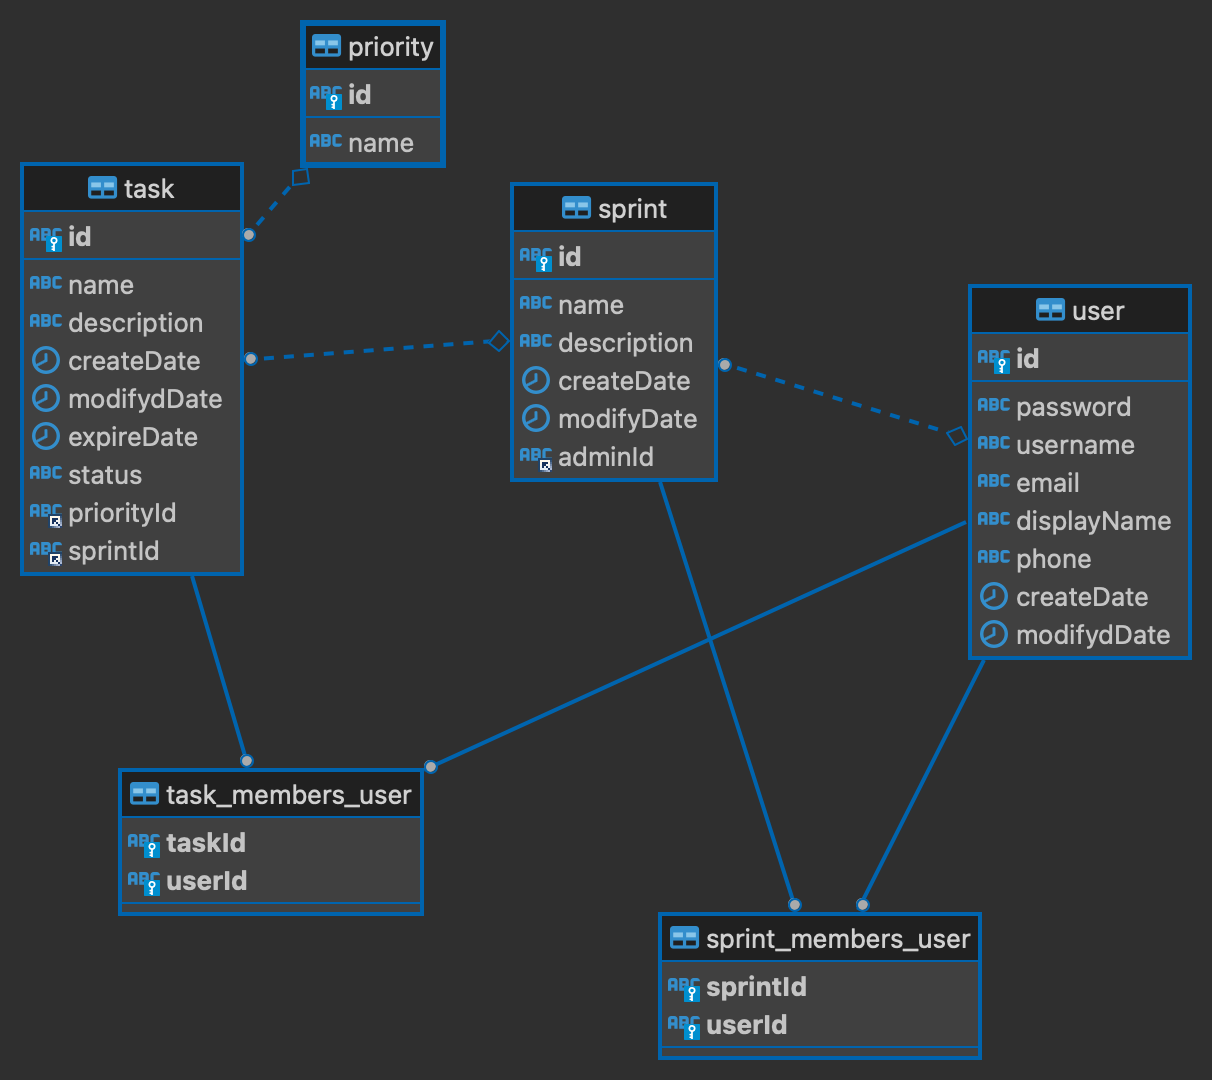 priority
ABC id
ABC name
task
ABC id
ABC name
ABC description
createDate
modifydDate
expireDate
ABC status
ABC priorityId
ABC sprintId
sprint
ABC id
ABC name
ABC description
createDate
modifyDate
ABC adminId
user
ABC id
ABC password
ABC username
ABC email
ABC displayName
ABC phone
createDate
modifydDate
task_members_user
ABC taskId
ABC userId
sprint_members_user
ABC sprintId
ABC userId